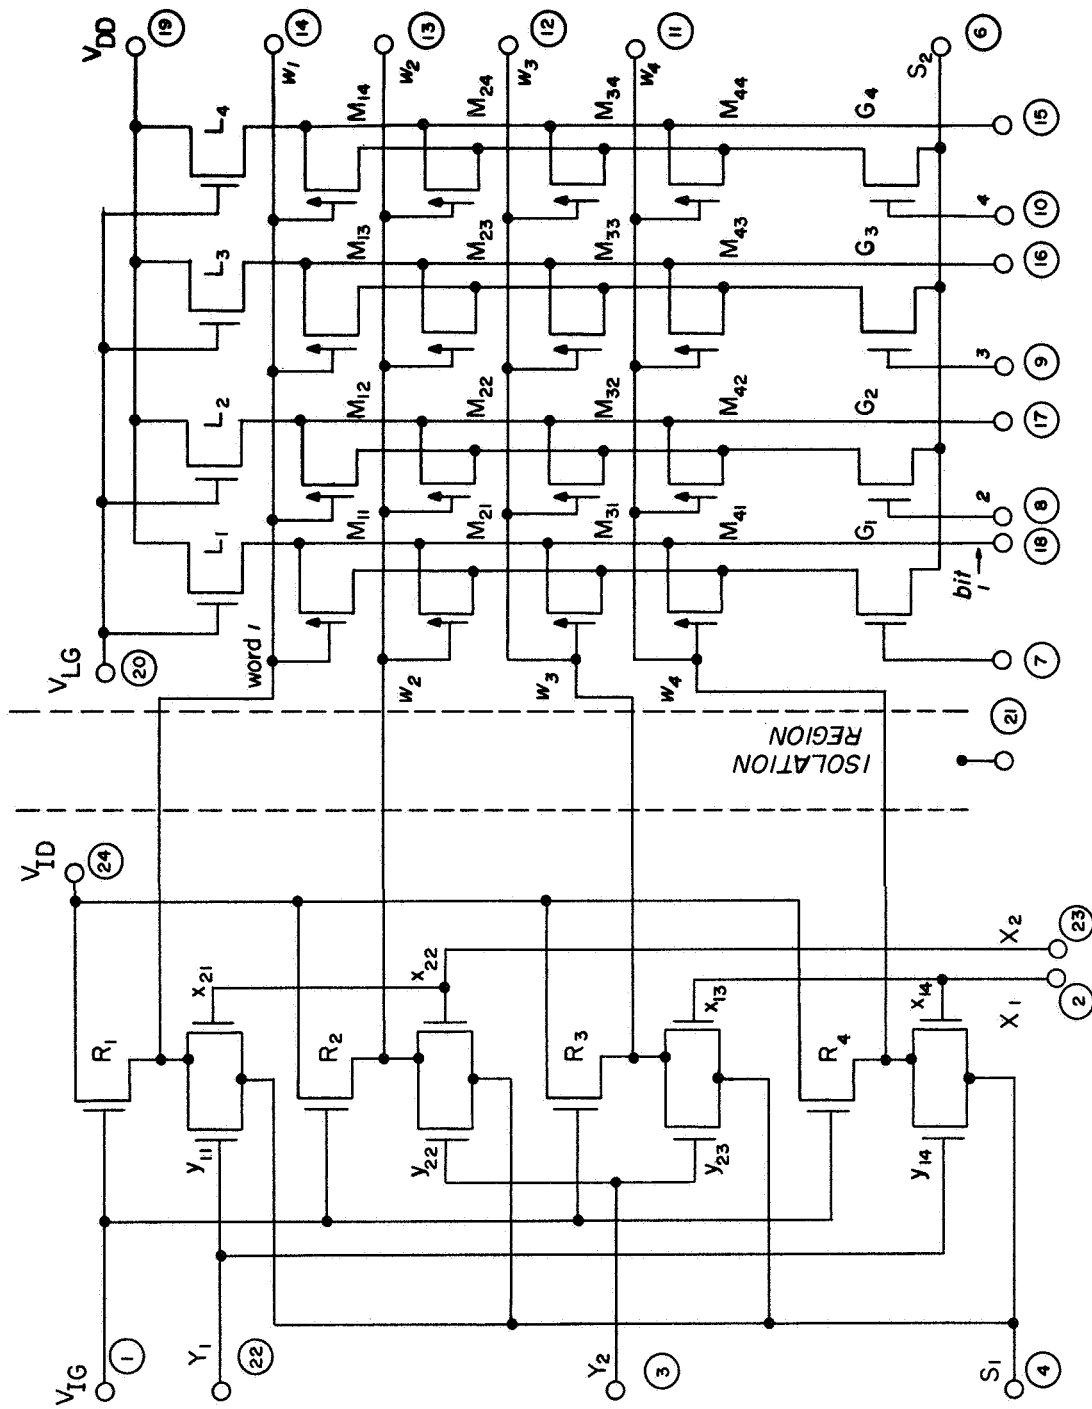 V_IG
1
Y_1
22
Y_2
3
S_1
4
V_ID
24
R_1
y_11
x_21
R_2
y_22
x_22
R_3
y_23
x_13
R_4
y_14
x_14
X_1
2
X_2
23
ISOLATION
REGION
21
V_LG
20
V_DD
19
L_1
L_2
L_3
L_4
word 1
w_1
14
M_11
M_12
M_13
M_14
w_2
w_2
13
M_21
M_22
M_23
M_24
w_3
w_3
12
M_31
M_32
M_33
M_34
w_4
w_4
11
M_41
M_42
M_43
M_44
G_1
G_2
G_3
G_4
S_2
6
bit
1
2
3
4
7
18
8
17
9
16
10
15